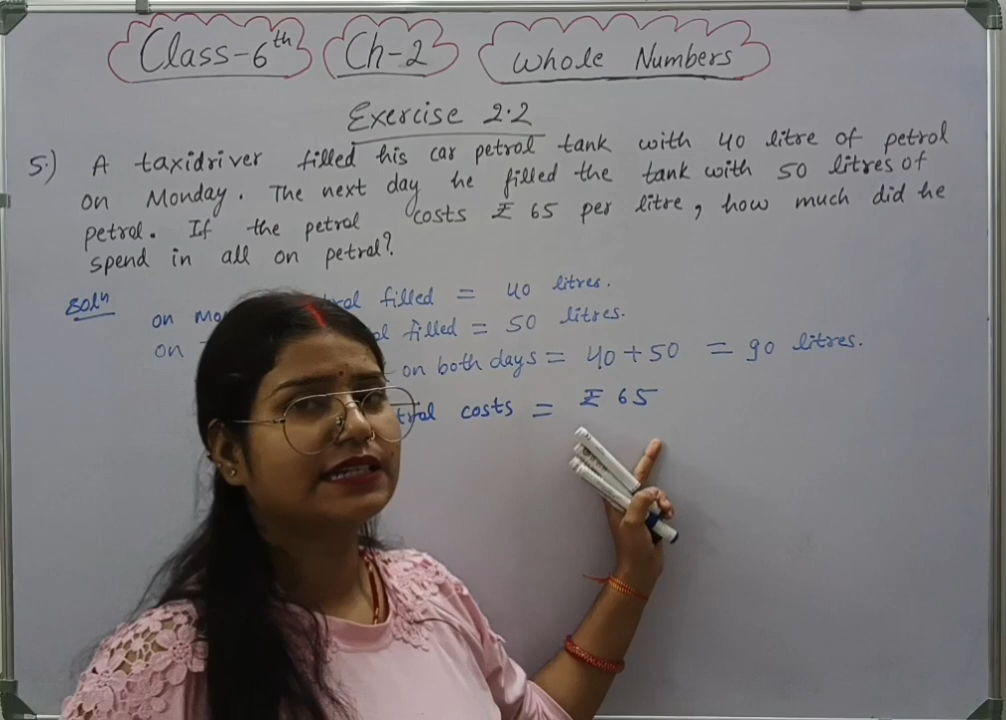 Class-6th Ch-2 Whole Numbers
Exercise 2.2
5.) A taxidriver filled his car petrol tank with 40 litre of petrol
on Monday. The next day he filled the tank with 50 litres of
petrol. If the petrol costs ₹ 65 per litre, how much did he
spend in all on petrol?
Soln on filled = 40 litres.
on filled = 50 litres.
on both days = 40+50 = 90 litres.
costs = ₹ 65